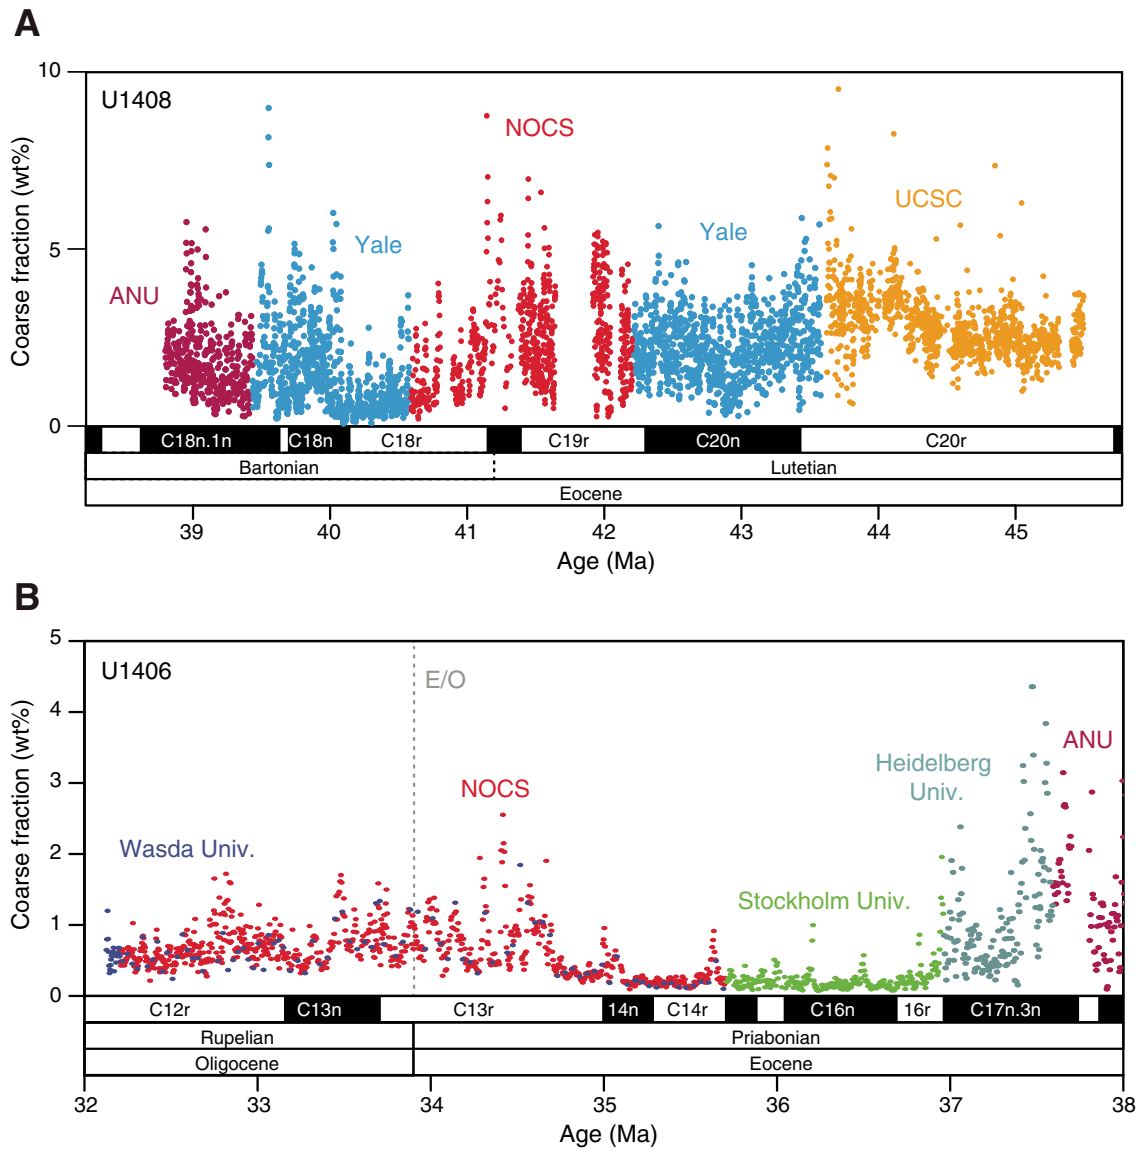 A
10
U1408
NOCS
UCSC
Yale
Yale
5
ANU
Coarse fraction (wt%)
0
C18n.1n C18n C18r C19r C20n C20r
Bartonian Lutetian
Eocene
39 40 41 42 43 44 45
Age (Ma)
B
5
U1406
E/O
4
ANU
Heidelberg
Univ.
NOCS
3
Wasda Univ.
2
Stockholm Univ.
Coarse fraction (wt%)
1
0
C12r C13n C13r 14n C14r C16n 16r C17n.3n
Rupelian Priabonian
Oligocene Eocene
32 33 34 35 36 37 38
Age (Ma)